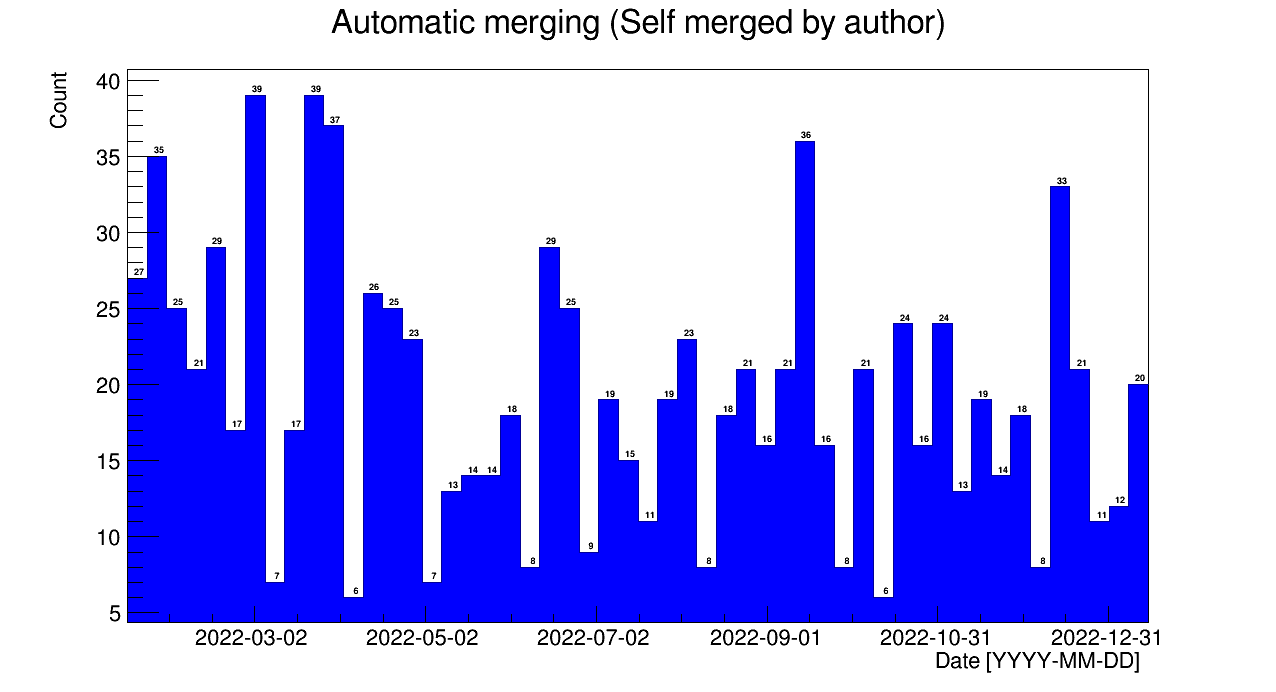 Automatic merging (Self merged by author)
Count
40
35
30
25
20
15
10
5
27 35 25 21 29 17 39 7 17 39 37 6 26 25 23 7 13 14 14 18 8 29 25 9 19 15 11 19 23 8 18 21 16 21 36 16 8 21 6 24 16 24 13 19 14 18 8 33 21 11 12 20
2022-03-02 2022-05-02 2022-07-02 2022-09-01 2022-10-31 2022-12-31
Date [YYYY-MM-DD]